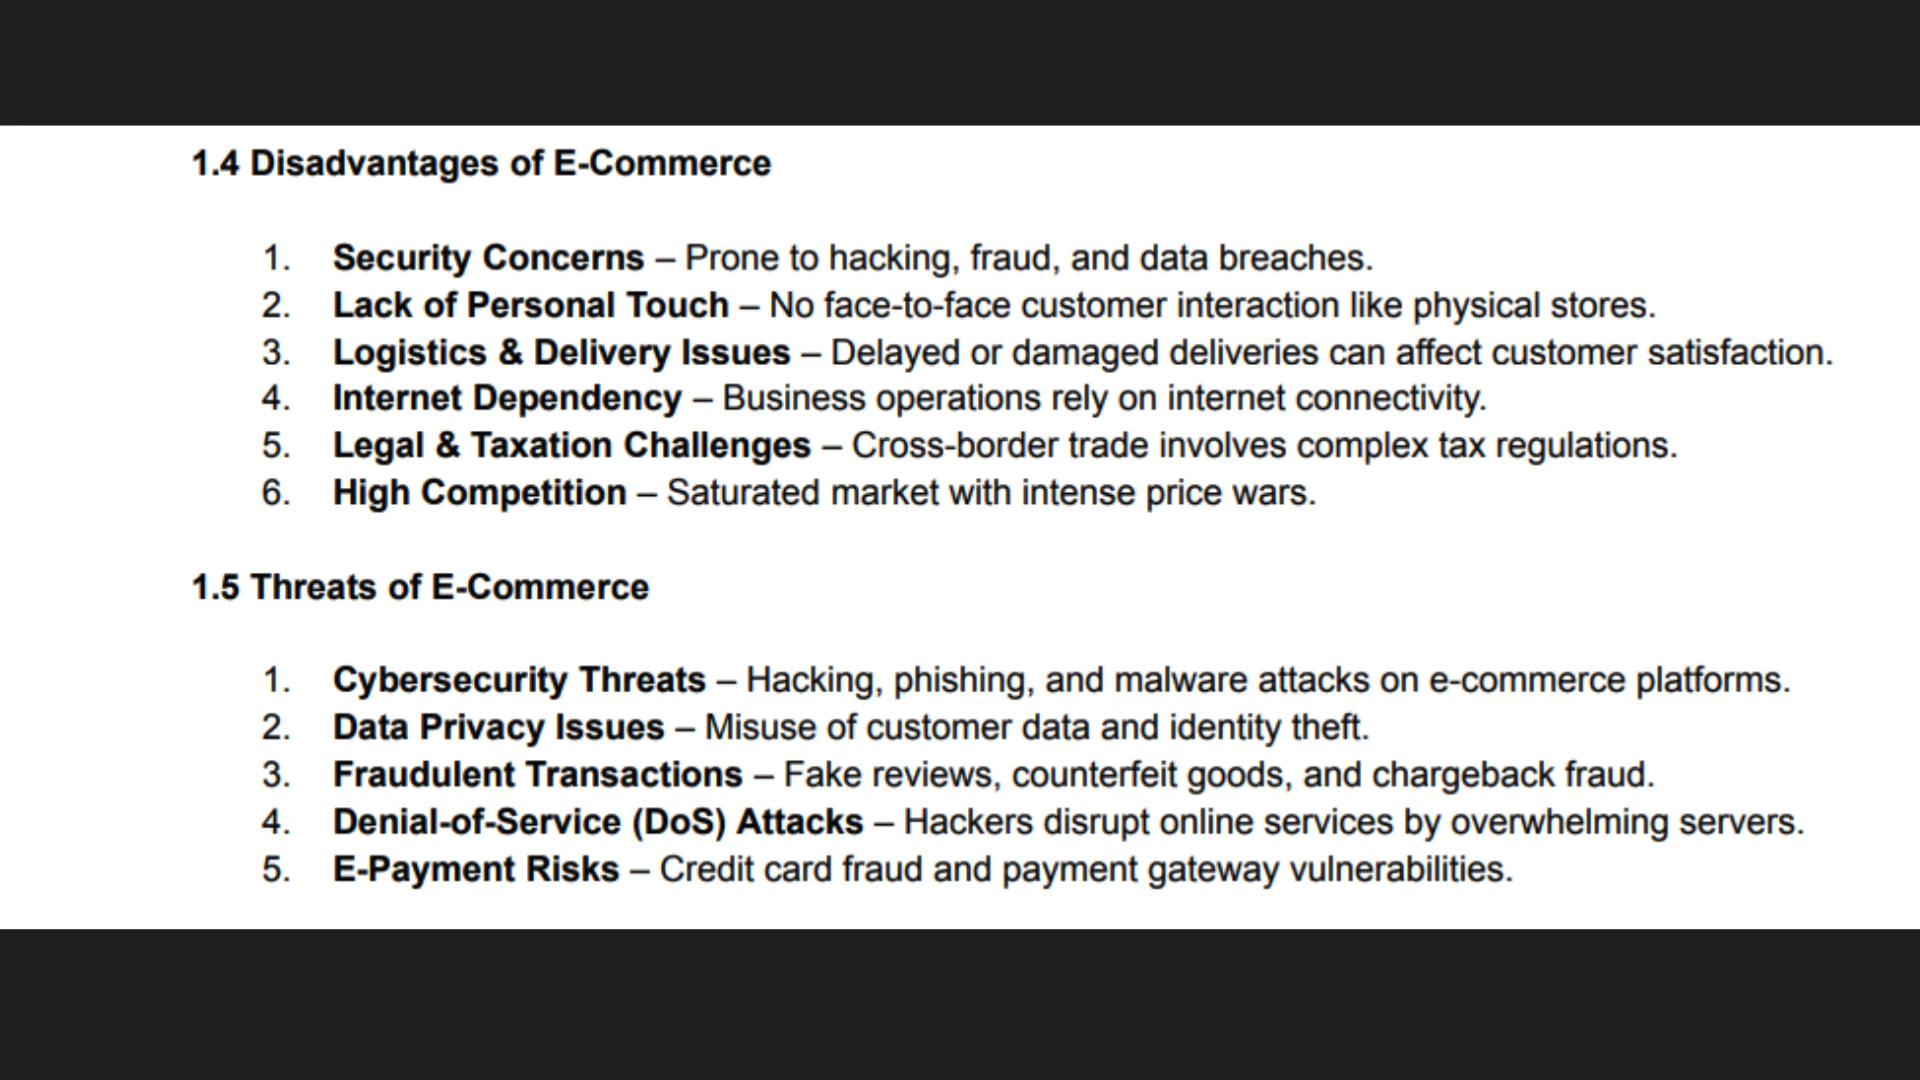 1.4 Disadvantages of E-Commerce
1. Security Concerns – Prone to hacking, fraud, and data breaches.
2. Lack of Personal Touch – No face-to-face customer interaction like physical stores.
3. Logistics & Delivery Issues – Delayed or damaged deliveries can affect customer satisfaction.
4. Internet Dependency – Business operations rely on internet connectivity.
5. Legal & Taxation Challenges – Cross-border trade involves complex tax regulations.
6. High Competition – Saturated market with intense price wars.
1.5 Threats of E-Commerce
1. Cybersecurity Threats – Hacking, phishing, and malware attacks on e-commerce platforms.
2. Data Privacy Issues – Misuse of customer data and identity theft.
3. Fraudulent Transactions – Fake reviews, counterfeit goods, and chargeback fraud.
4. Denial-of-Service (DoS) Attacks – Hackers disrupt online services by overwhelming servers.
5. E-Payment Risks – Credit card fraud and payment gateway vulnerabilities.